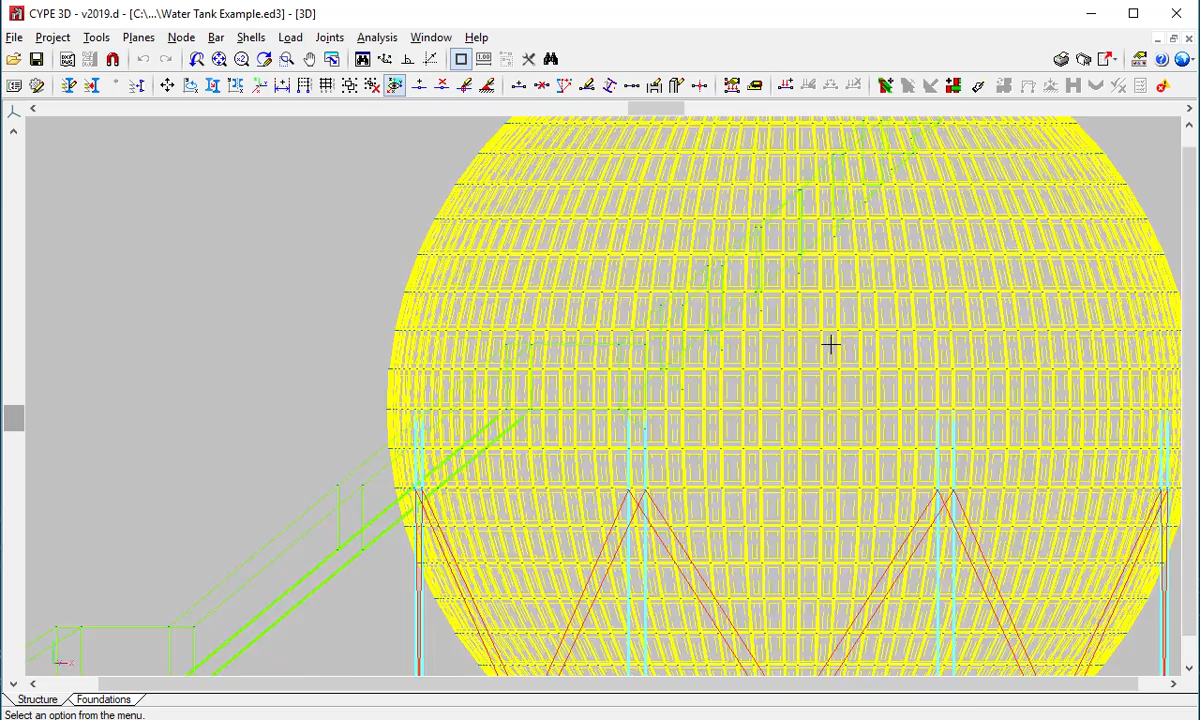 CYPE 3D - v2019.d - [C:\...\Water Tank Example.ed3] - [3D]
File Project Tools Planes Node Bar Shells Load Joints Analysis Window Help
Structure Foundations
Select an option from the menu.